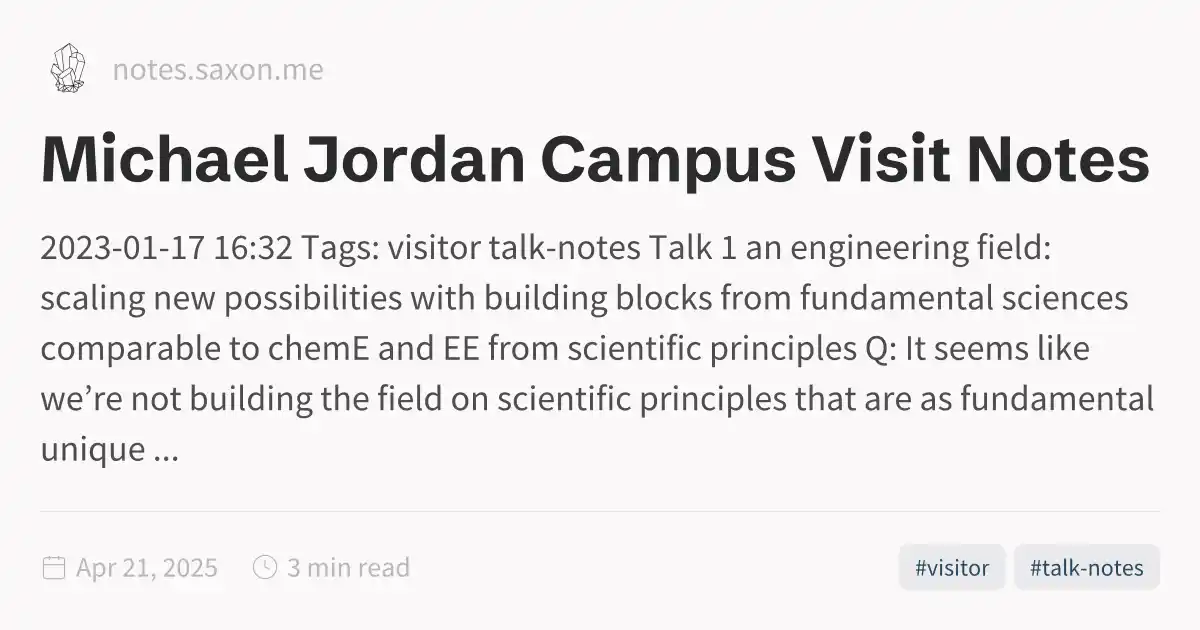 notes.saxon.me
Michael Jordan Campus Visit Notes
2023-01-17 16:32 Tags: visitor talk-notes Talk 1 an engineering field:
scaling new possibilities with building blocks from fundamental sciences
comparable to chemE and EE from scientific principles Q: It seems like
we’re not building the field on scientific principles that are as fundamental
unique ...
Apr 21, 2025 3 min read #visitor #talk-notes